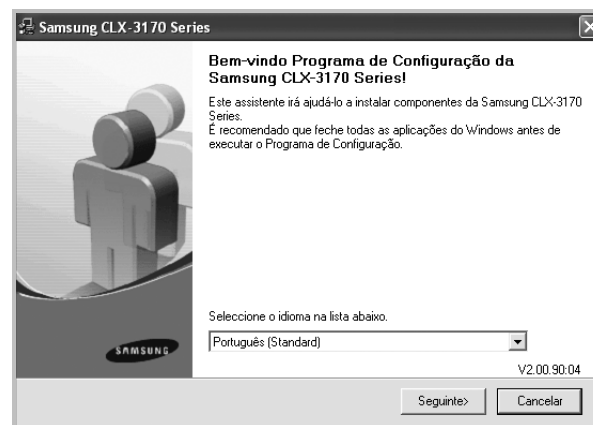 Samsung CLX-3170 Series
Bem-vindo Programa de Configuração da
Samsung CLX-3170 Series!
Este assistente irá ajudá-lo a instalar componentes da Samsung CLX-3170
Series.
É recomendado que feche todas as aplicações do Windows antes de
executar o Programa de Configuração.
Seleccione o idioma na lista abaixo.
Português (Standard)
SAMSUNG
V2.00.90:04
Seguinte>
Cancelar